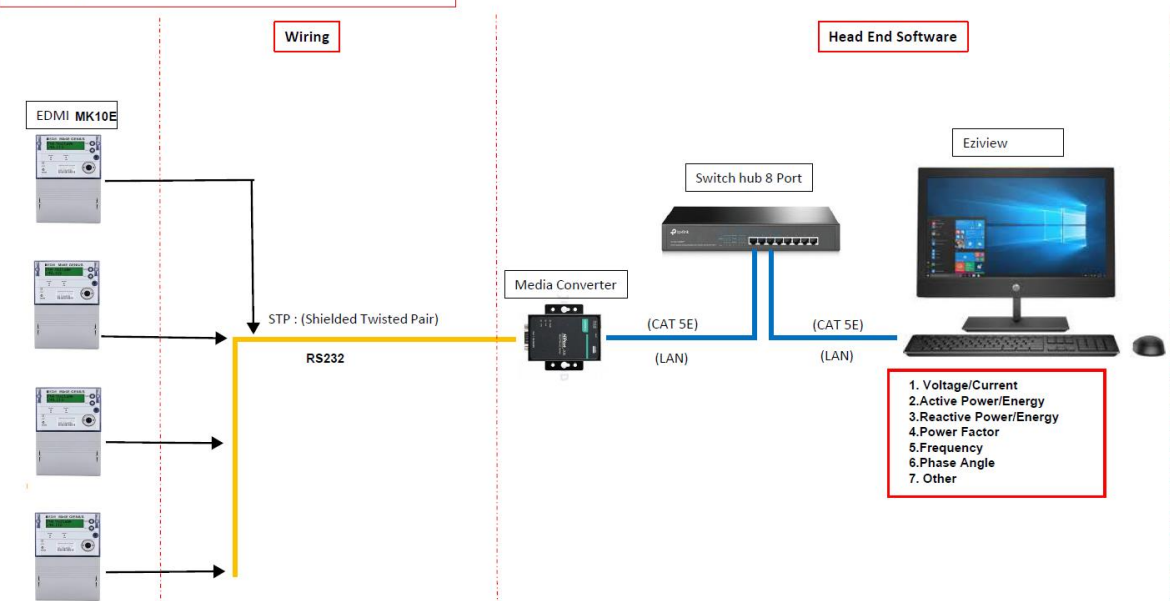 Wiring
Head End Software
EDMI MK10E
Eziview
Switch hub 8 Port
Media Converter
STP : (Shielded Twisted Pair)
RS232
(CAT 5E)
(LAN)
(CAT 5E)
(LAN)
1. Voltage/Current
2.Active Power/Energy
3.Reactive Power/Energy
4.Power Factor
5.Frequency
6.Phase Angle
7. Other